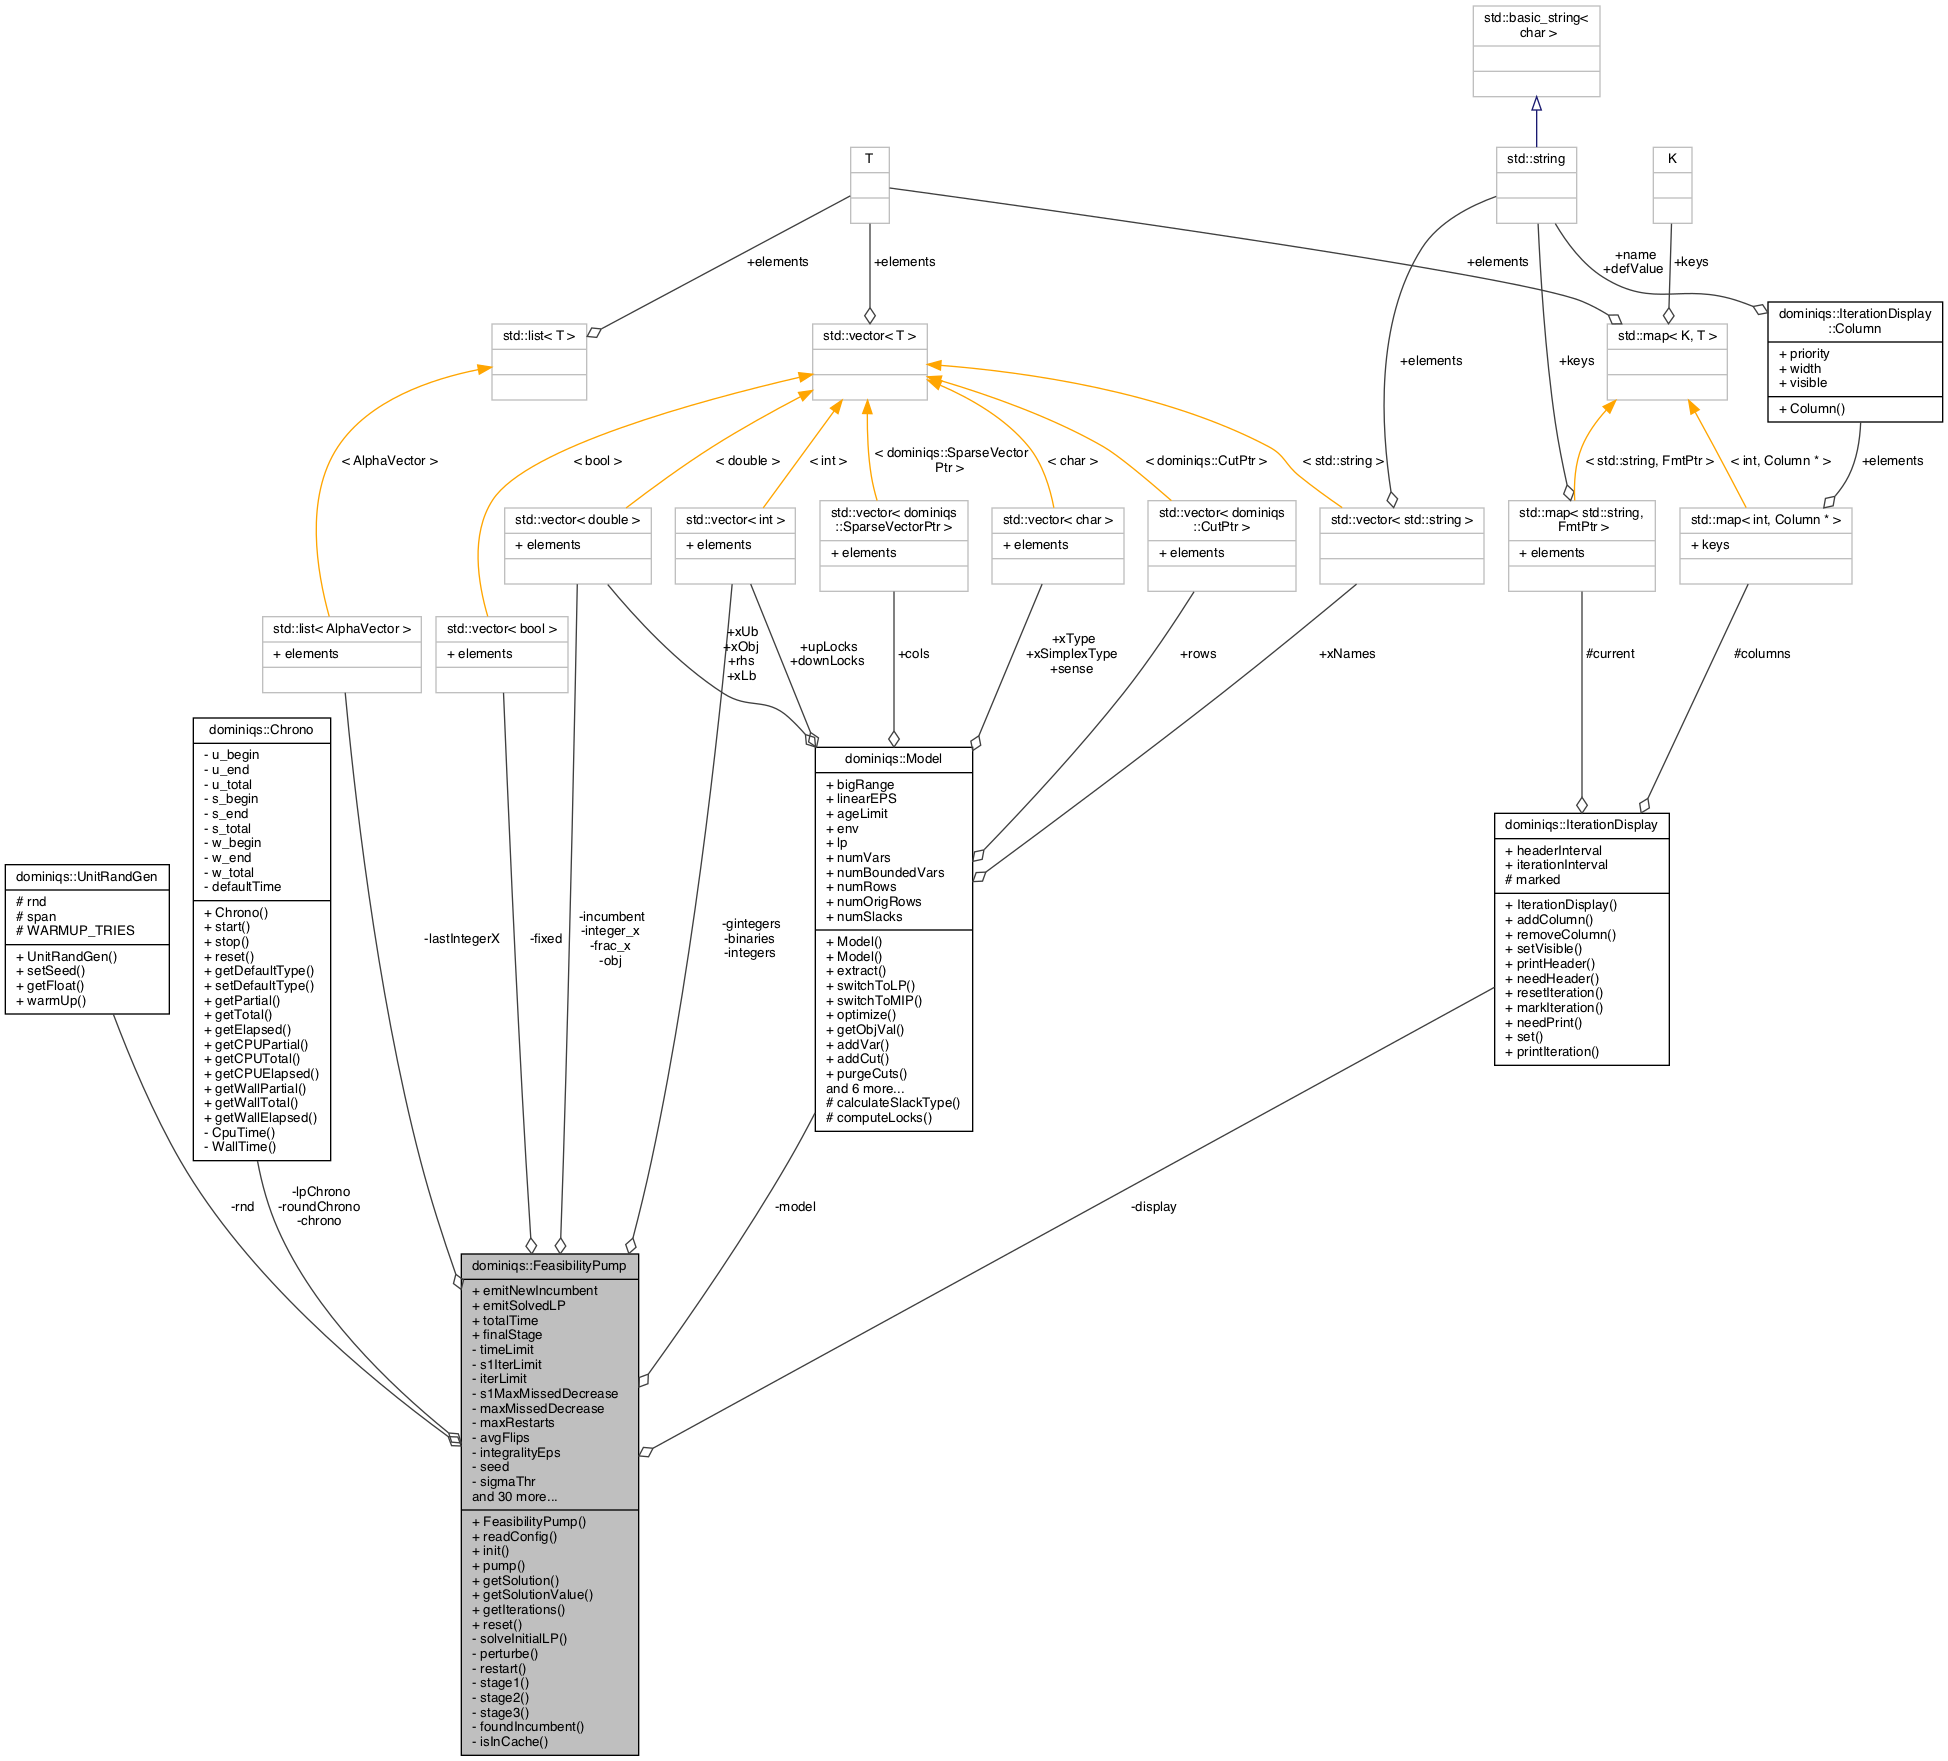 std::basic_string<
char >
T
std::string
K
+elements
+elements
+elements
+name
+defValue
+keys
std::list< T >
std::vector< T >
std::map< K, T >
dominiqs::IterationDisplay
::Column
+ priority
+ width
+ visible
+ Column()
+elements
+keys
< AlphaVector >
< bool >
< double >
< int >
< dominiqs::SparseVector
Ptr >
< char >
< dominiqs::CutPtr >
< std::string >
< std::string, FmtPtr >
< int, Column * >
+elements
std::vector< double >
+ elements
std::vector< int >
+ elements
std::vector< dominiqs
::SparseVectorPtr >
+ elements
std::vector< char >
+ elements
std::vector< dominiqs
::CutPtr >
+ elements
std::vector< std::string >
std::map< std::string,
FmtPtr >
+ elements
std::map< int, Column * >
+ keys
std::list< AlphaVector >
+ elements
std::vector< bool >
+ elements
+xUb
+xObj
+rhs
+xLb
+upLocks
+downLocks
+cols
+xType
+xSimplexType
+sense
+rows
+xNames
#current
#columns
dominiqs::Chrono
- u_begin
- u_end
- u_total
- s_begin
- s_end
- s_total
- w_begin
- w_end
- w_total
- defaultTime
+ Chrono()
+ start()
+ stop()
+ reset()
+ getDefaultType()
+ setDefaultType()
+ getPartial()
+ getTotal()
+ getElapsed()
+ getCPUPartial()
+ getCPUTotal()
+ getCPUElapsed()
+ getWallPartial()
+ getWallTotal()
+ getWallElapsed()
- CpuTime()
- WallTime()
dominiqs::UnitRandGen
# rnd
# span
# WARMUP_TRIES
+ UnitRandGen()
+ setSeed()
+ getFloat()
+ warmUp()
dominiqs::Model
+ bigRange
+ linearEPS
+ ageLimit
+ env
+ lp
+ numVars
+ numBoundedVars
+ numRows
+ numOrigRows
+ numSlacks
+ Model()
+ Model()
+ extract()
+ switchToLP()
+ switchToMIP()
+ optimize()
+ getObjVal()
+ addVar()
+ addCut()
+ purgeCuts()
and 6 more...
# calculateSlackType()
# computeLocks()
dominiqs::IterationDisplay
+ headerInterval
+ iterationInterval
# marked
+ IterationDisplay()
+ addColumn()
+ removeColumn()
+ setVisible()
+ printHeader()
+ needHeader()
+ resetIteration()
+ markIteration()
+ needPrint()
+ set()
+ printIteration()
-lastIntegerX
-fixed
-incumbent
-integer_x
-frac_x
-obj
-gintegers
-binaries
-integers
-rnd
-lpChrono
-roundChrono
-chrono
-model
-display
dominiqs::FeasibilityPump
+ emitNewIncumbent
+ emitSolvedLP
+ totalTime
+ finalStage
- timeLimit
- s1IterLimit
- iterLimit
- s1MaxMissedDecrease
- maxMissedDecrease
- maxRestarts
- avgFlips
- integralityEps
- seed
- sigmaThr
and 30 more...
+ FeasibilityPump()
+ readConfig()
+ init()
+ pump()
+ getSolution()
+ getSolutionValue()
+ getIterations()
+ reset()
- solveInitialLP()
- perturbe()
- restart()
- stage1()
- stage2()
- stage3()
- foundIncumbent()
- isInCache()